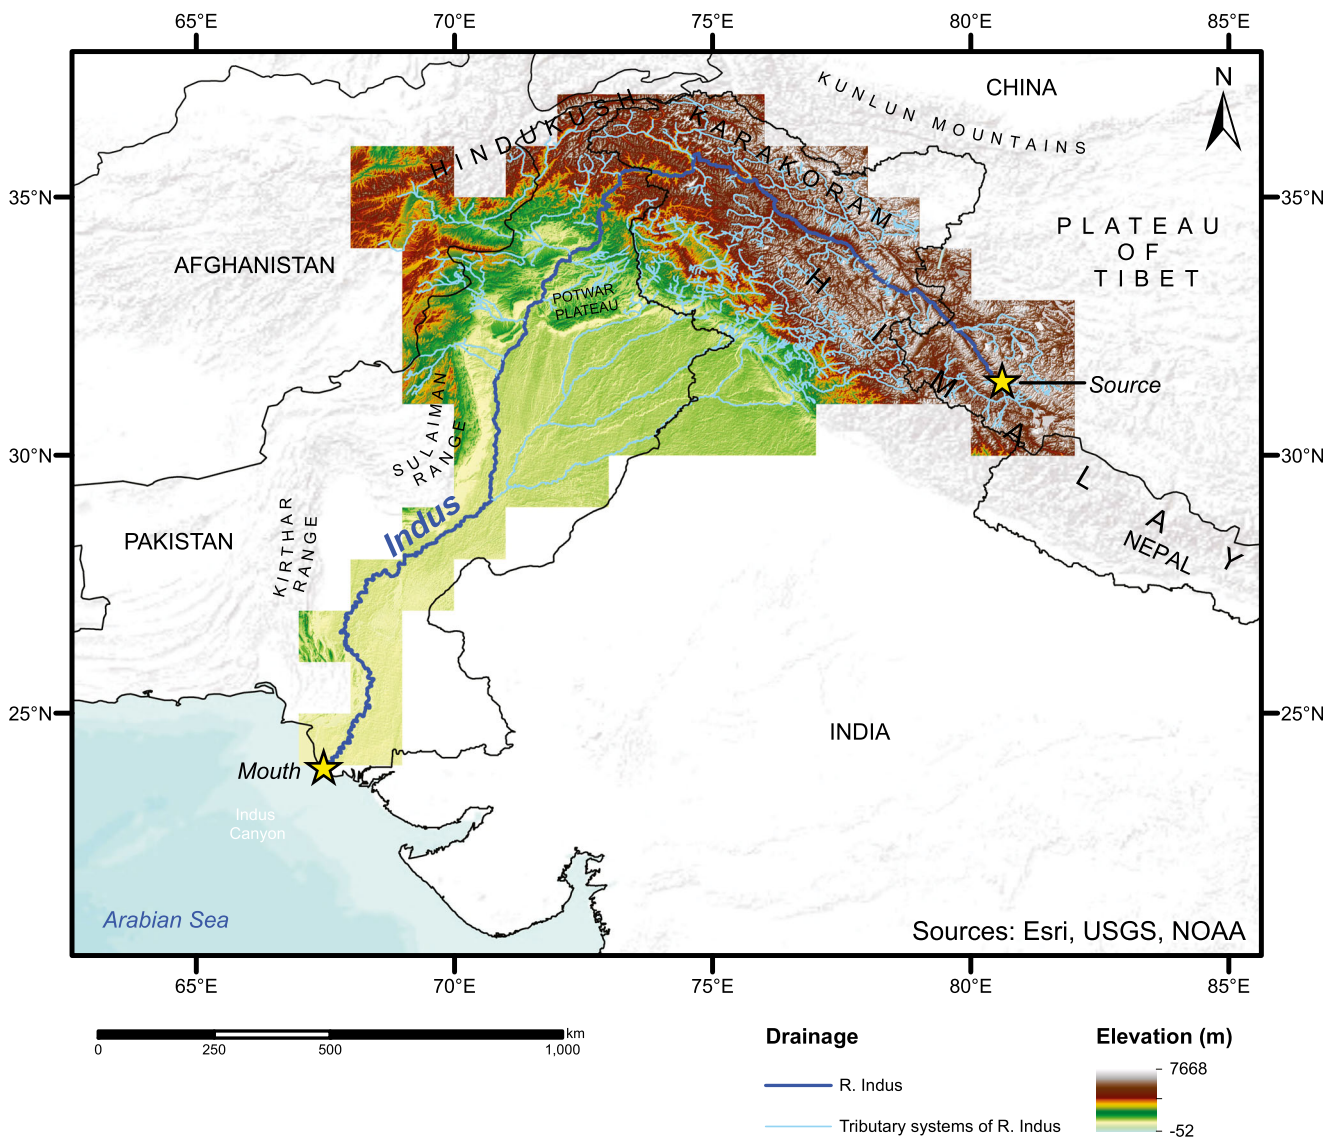 65°E
70°E
75°E
80°E
85°E
N
CHINA
KUNLUN MOUNTAINS
HINDUKUSH
KARAKORAM
35°N
35°N
PLATEAU
OF
TIBET
AFGHANISTAN
HIMALAY
POTWAR
PLATEAU
Source
SULAIMAN
RANGE
30°N
30°N
Indus
KIRTHAR
RANGE
PAKISTAN
NEPAL
25°N
25°N
INDIA
Mouth
Indus
Canyon
Arabian Sea
Sources: Esri, USGS, NOAA
65°E
70°E
75°E
80°E
85°E
km
0
250
500
1,000
Drainage
R. Indus
Tributary systems of R. Indus
Elevation (m)
7668
-52